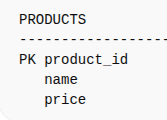 PRODUCTS
------------------
PK product_id
name
price